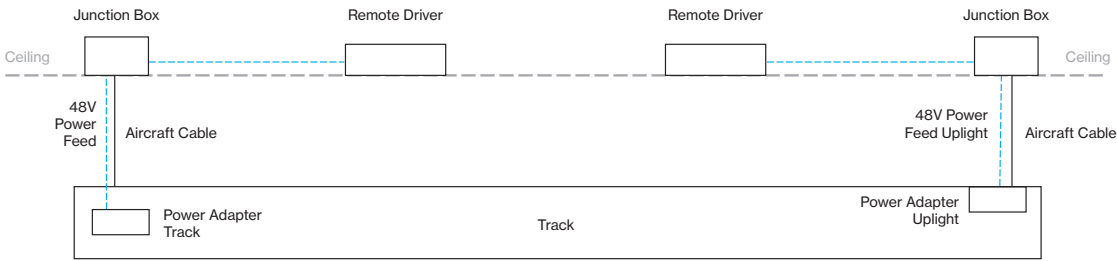 Junction Box
Remote Driver
Remote Driver
Junction Box
Ceiling
Ceiling
48V
Power
Feed
Aircraft Cable
48V Power
Feed Uplight
Aircraft Cable
Power Adapter
Track
Track
Power Adapter
Uplight